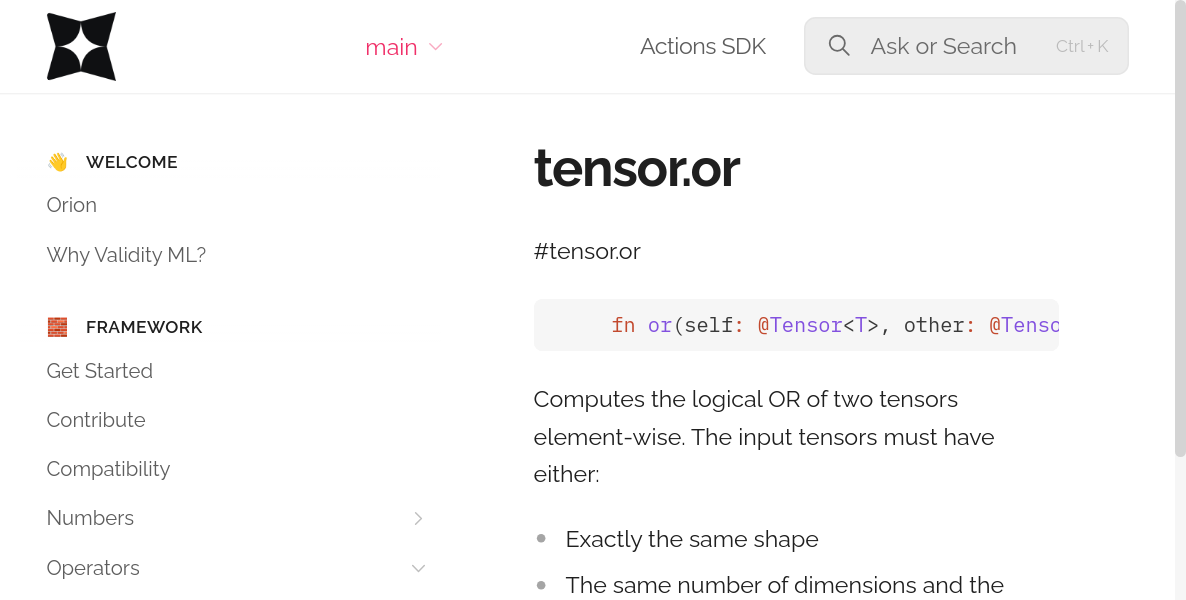 main
Actions SDK
Ask or Search
Ctrl + K
WELCOME
Orion
Why Validity ML?
FRAMEWORK
Get Started
Contribute
Compatibility
Numbers
Operators
tensor.or
#tensor.or
fn or(self: @Tensor<T>, other: @Tenso
Computes the logical OR of two tensors
element-wise. The input tensors must have
either:
Exactly the same shape
The same number of dimensions and the